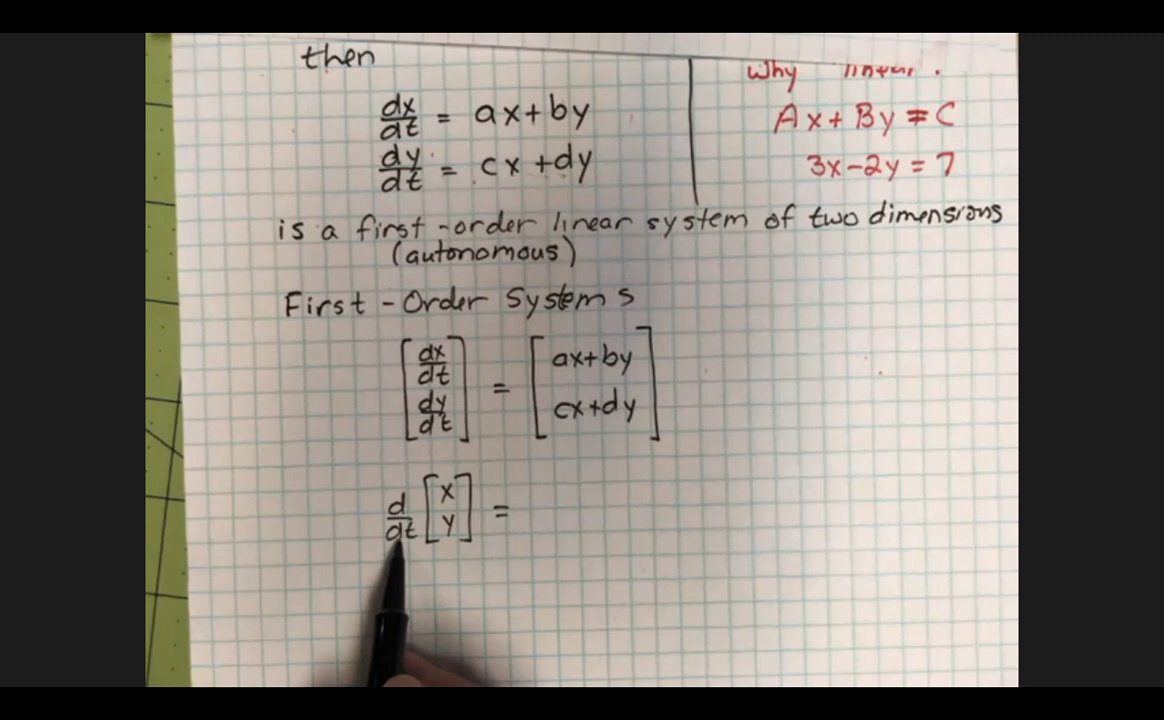 then
dx/dt = ax+by
dy/dt = cx+dy
Why linear.
Ax+By=C
3x-2y=7
is a first-order linear system of two dimensions
(autonomous)
First-Order Systems
[dx/dt dy/dt] = [ax+by cx+dy]
d/dt [x y] =